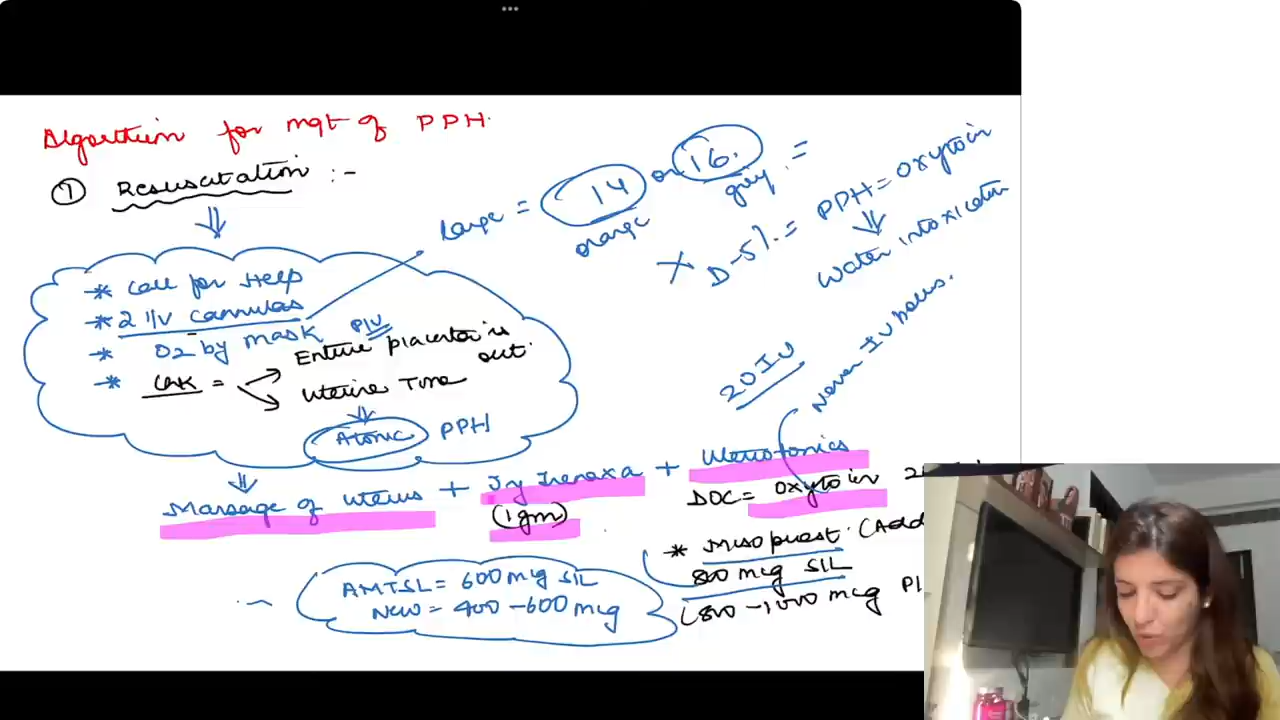 Algorithm for mgt of PPH.
① Resuscitation :-
Large = 14 or 16. =
orange grey
X D-5%. = PPH = Oxytocin
Water intoxication
* Call for Help
* 2 I/V cannulas
* O2 by mask
P/V
Entire placenta is out.
Uterine Tone
Atonic PPH
20 IU
Never IV bolus.
Massage of uterus + Inj Tranexa + Uterotonics
(1gm)
DOC = Oxytocin
* Misoprost. (Add
800 mcg S/L
(800-1000 mcg P/
AMTSL = 600 mcg S/L
New = 400-600 mcg